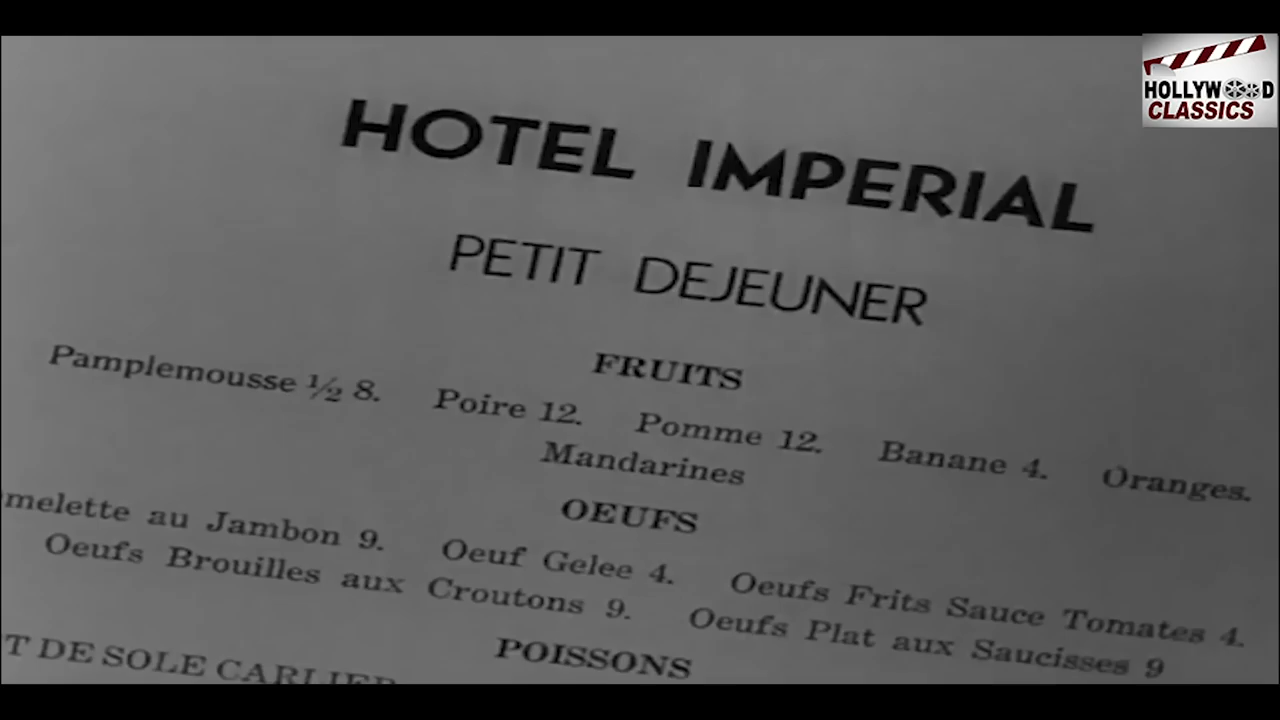 HOLLYWOOD
CLASSICS
HOTEL IMPERIAL
PETIT DEJEUNER
FRUITS
Pamplemousse ½ 8. Poire 12. Pomme 12. Banane 4. Oranges.
Mandarines
OEUFS
melette au Jambon 9. Oeuf Gelee 4. Oeufs Frits Sauce Tomates 4.
Oeufs Brouilles aux Croutons 9. Oeufs Plat aux Saucisses 9
POISSONS
T DE SOLE CARLIER